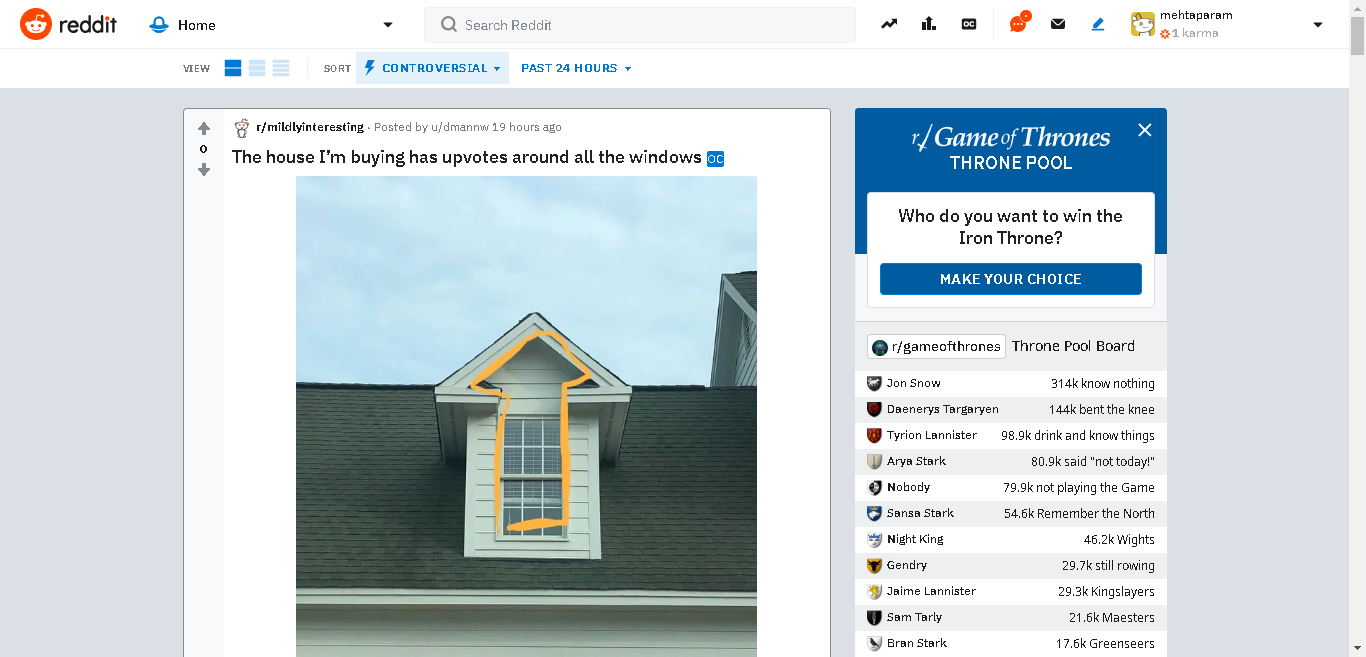 reddit
Home
Search Reddit
OC
mehtaparam
1 karma
VIEW
SORT
CONTROVERSIAL
PAST 24 HOURS
r/mildlyinteresting · Posted by u/dmannw 19 hours ago
0
The house I'm buying has upvotes around all the windows OC
r/Game of Thrones
THRONE POOL
Who do you want to win the
Iron Throne?
MAKE YOUR CHOICE
r/gameofthrones Throne Pool Board
Jon Snow 314k know nothing
Daenerys Targaryen 144k bent the knee
Tyrion Lannister 98.9k drink and know things
Arya Stark 80.9k said "not today!"
Nobody 79.9k not playing the Game
Sansa Stark 54.6k Remember the North
Night King 46.2k Wights
Gendry 29.7k still rowing
Jaime Lannister 29.3k Kingslayers
Sam Tarly 21.6k Maesters
Bran Stark 17.6k Greenseers